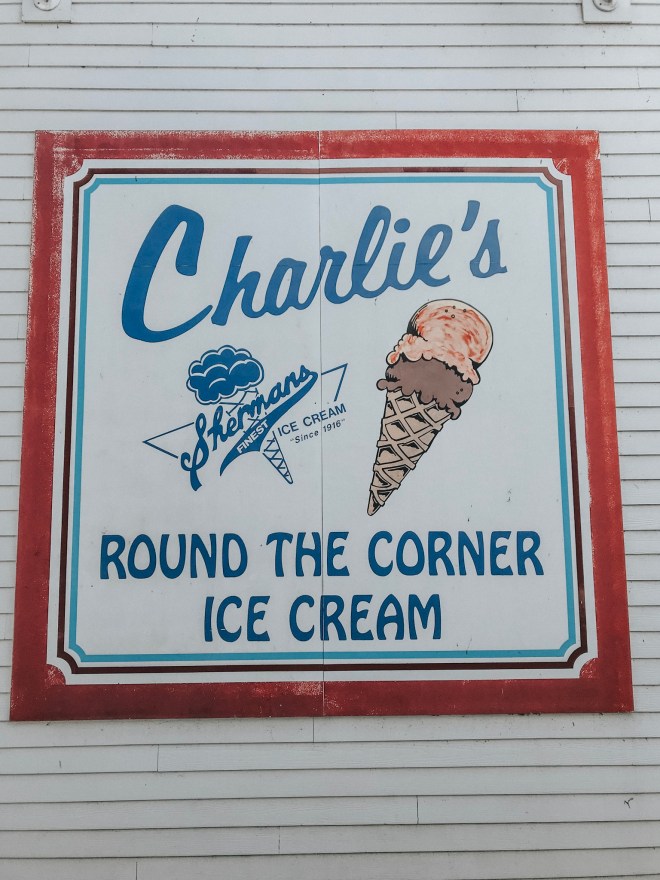 Charlie's
Shermans
FINEST
ICE CREAM
"Since 1916"
ROUND THE CORNER
ICE CREAM